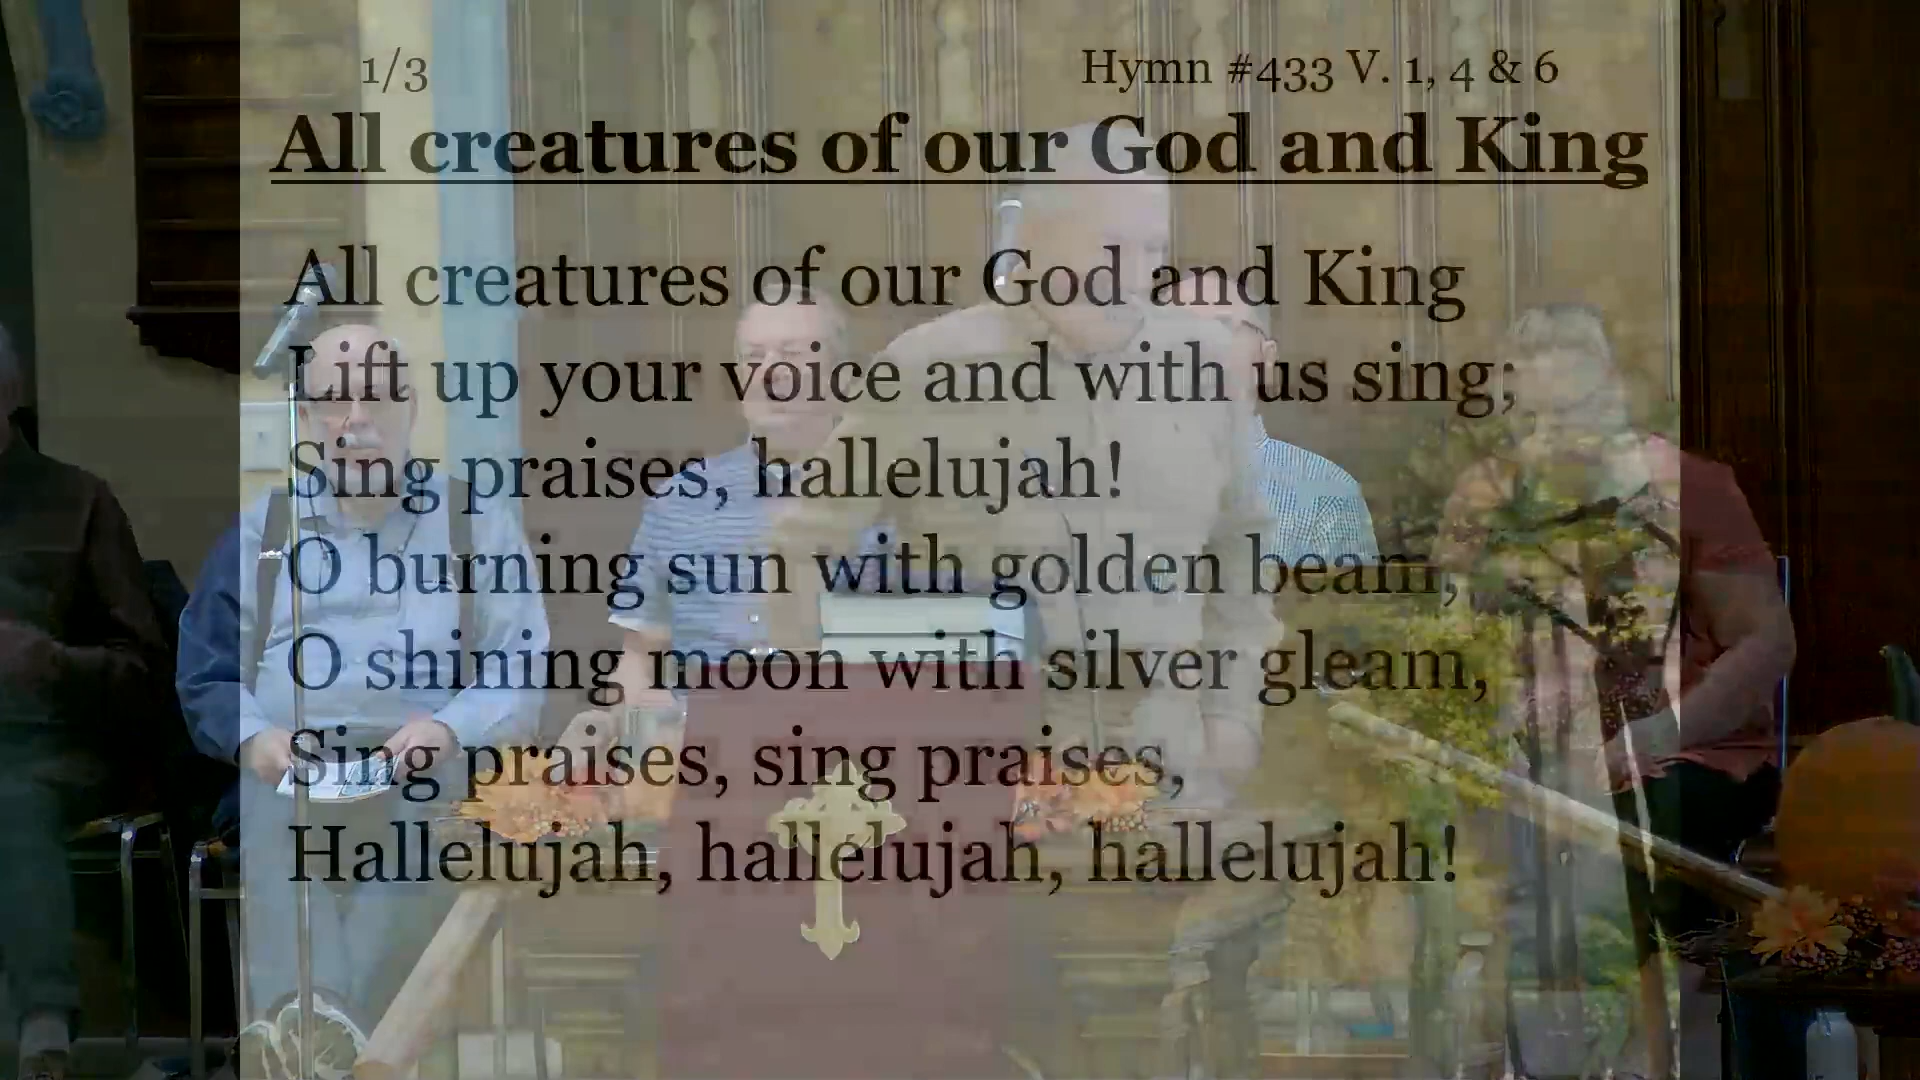 1/3
Hymn #433 V. 1, 4 & 6
All creatures of our God and King
All creatures of our God and King
Lift up your voice and with us sing;
Sing praises, hallelujah!
O burning sun with golden beam,
O shining moon with silver gleam,
Sing praises, sing praises,
Hallelujah, hallelujah, hallelujah!